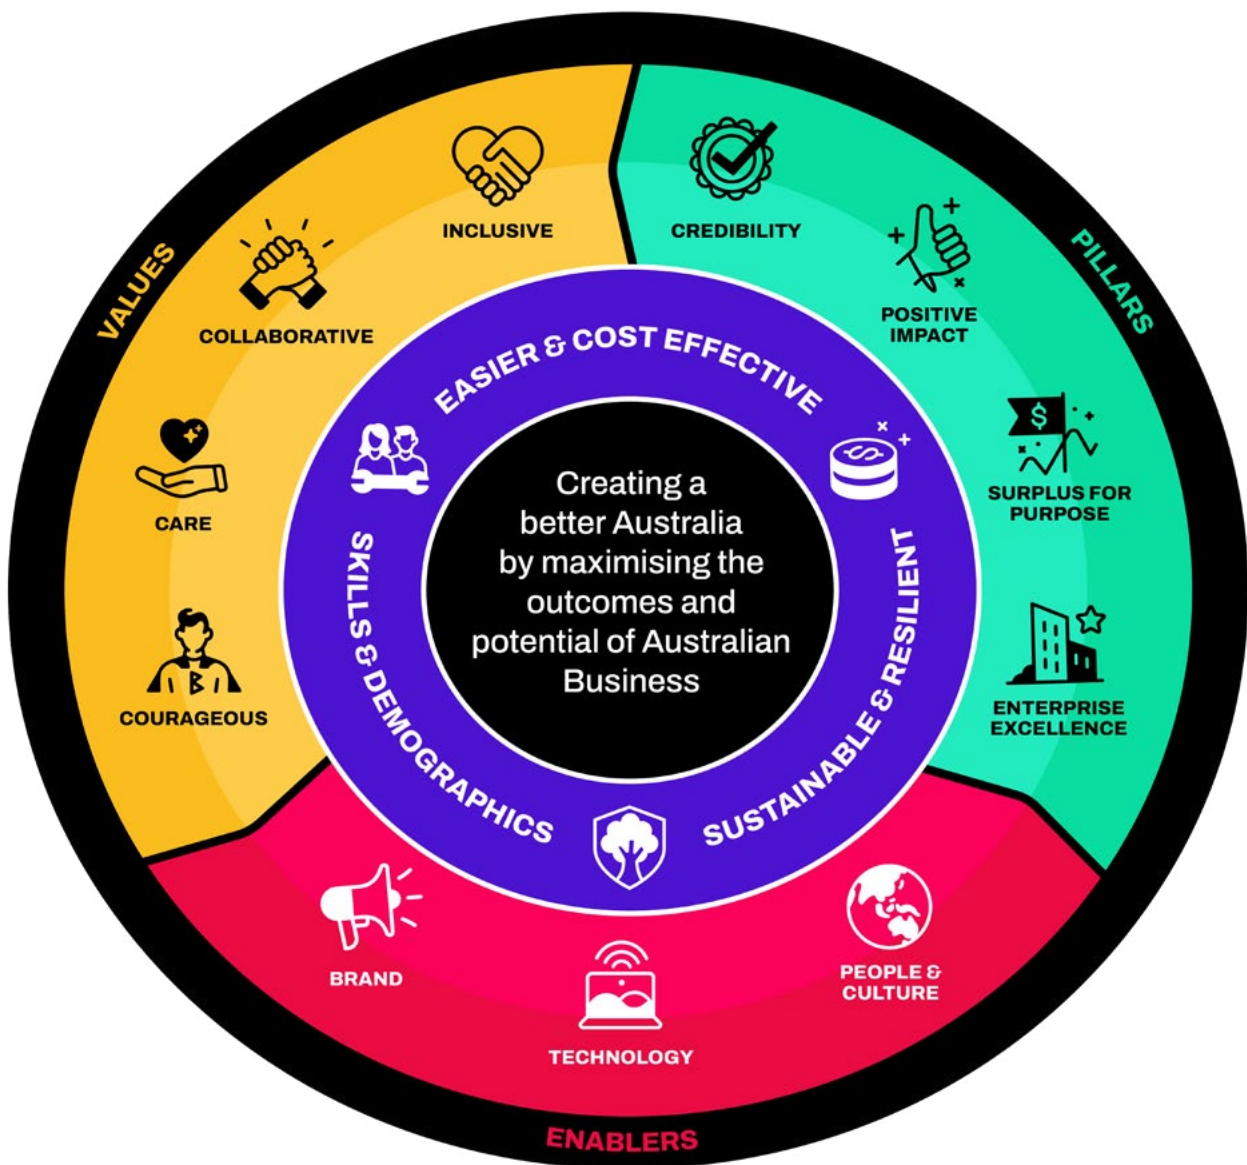 VALUES
INCLUSIVE
COLLABORATIVE
CARE
COURAGEOUS
PILLARS
CREDIBILITY
POSITIVE
IMPACT
$
SURPLUS FOR
PURPOSE
ENTERPRISE
EXCELLENCE
EASIER & COST EFFECTIVE
$
SUSTAINABLE & RESILIENT
SKILLS & DEMOGRAPHICS
Creating a
better Australia
by maximising the
outcomes and
potential of Australian
Business
B
BRAND
TECHNOLOGY
PEOPLE &
CULTURE
ENABLERS